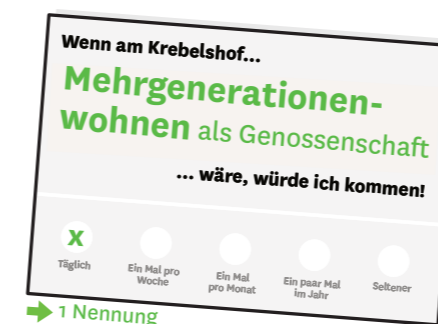 Wenn am Krebelshof...
Mehrgenerationen-
wohnen als Genossenschaft
... wäre, würde ich kommen!
X
Täglich
Ein Mal pro
Woche
Ein Mal
pro Monat
Ein paar Mal
im Jahr
Seltener
1 Nennung